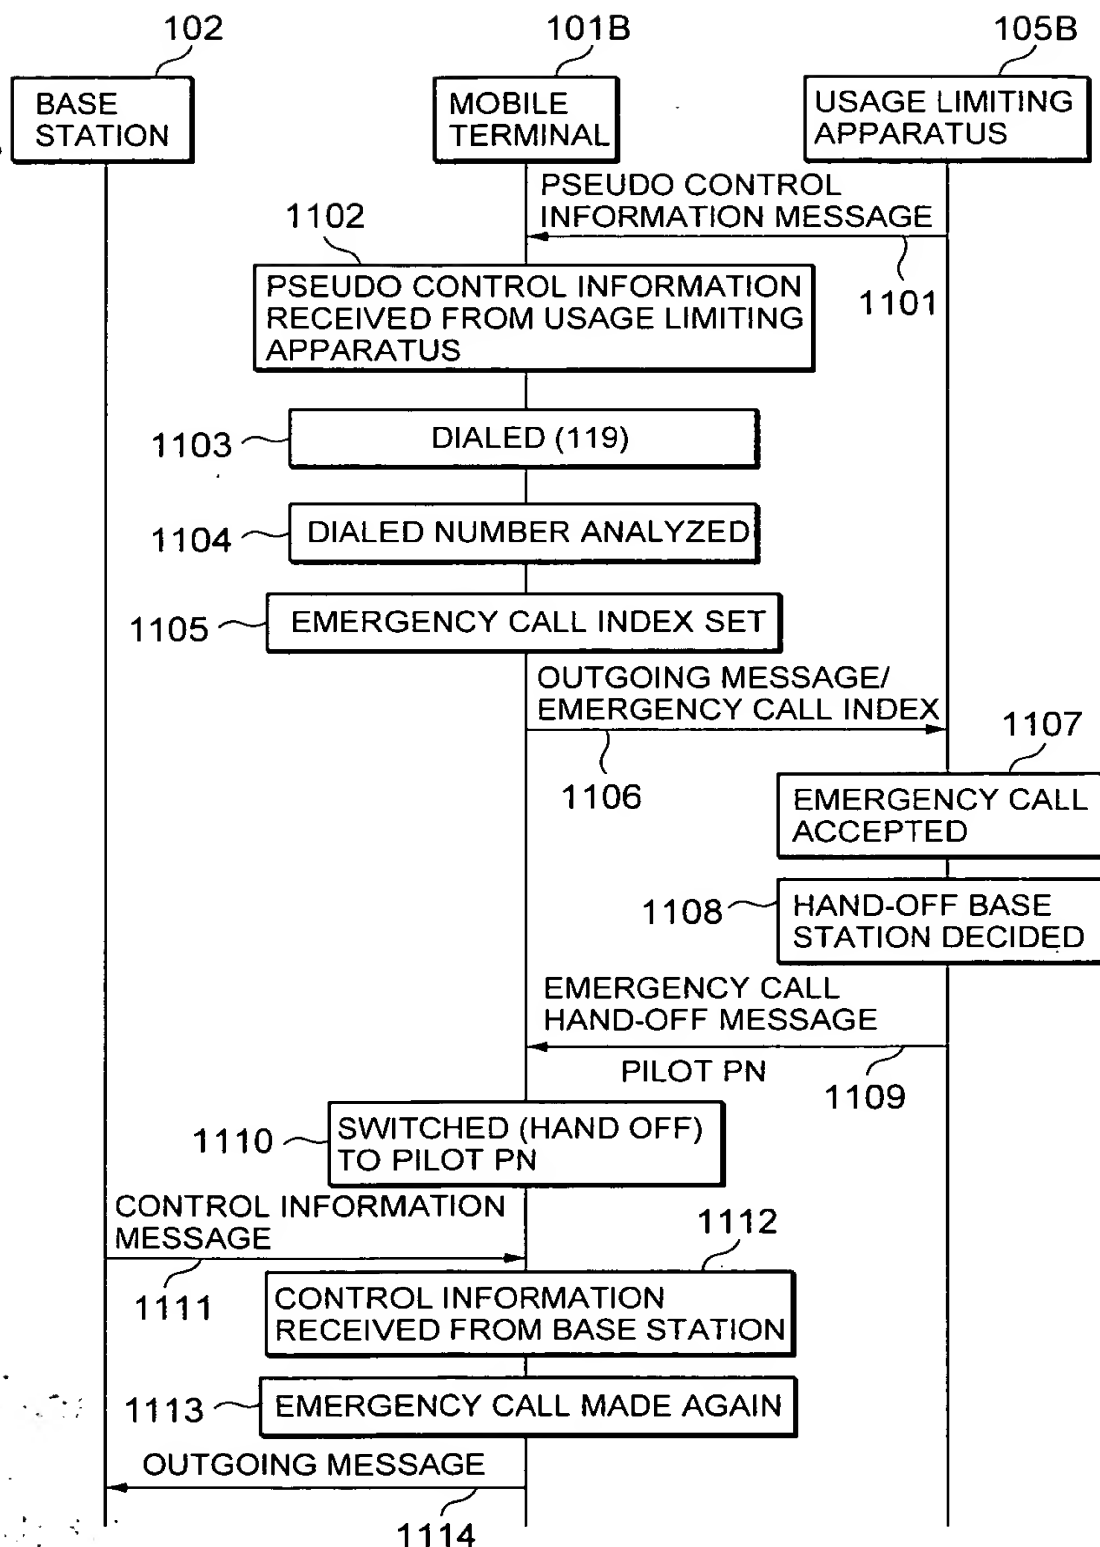 102
101B
105B
BASE
STATION
MOBILE
TERMINAL
USAGE LIMITING
APPARATUS
PSEUDO CONTROL
INFORMATION MESSAGE
1101
1102
PSEUDO CONTROL INFORMATION
RECEIVED FROM USAGE LIMITING
APPARATUS
1103
DIALED (119)
1104
DIALED NUMBER ANALYZED
1105
EMERGENCY CALL INDEX SET
OUTGOING MESSAGE/
EMERGENCY CALL INDEX
1106
1107
EMERGENCY CALL
ACCEPTED
1108
HAND-OFF BASE
STATION DECIDED
EMERGENCY CALL
HAND-OFF MESSAGE
PILOT PN
1109
1110
SWITCHED (HAND OFF)
TO PILOT PN
CONTROL INFORMATION
MESSAGE
1111
1112
CONTROL INFORMATION
RECEIVED FROM BASE STATION
1113
EMERGENCY CALL MADE AGAIN
OUTGOING MESSAGE
1114